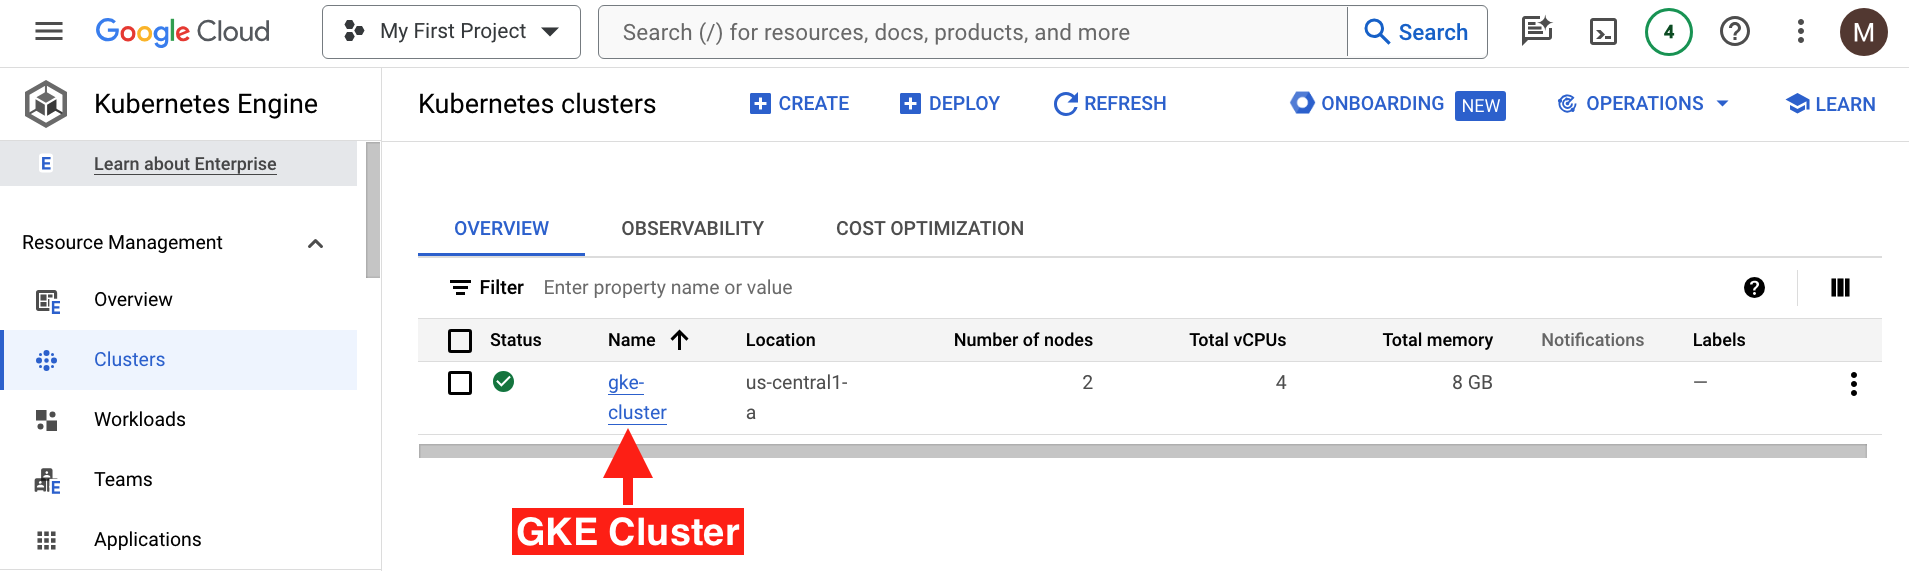 Google Cloud
My First Project
Search (/) for resources, docs, products, and more
Search
4
M
Kubernetes Engine
Kubernetes clusters
CREATE
DEPLOY
REFRESH
ONBOARDING NEW
OPERATIONS
LEARN
E Learn about Enterprise
Resource Management
E Overview
Clusters
Workloads
E Teams
Applications
OVERVIEW OBSERVABILITY COST OPTIMIZATION
Filter Enter property name or value
Status Name Location Number of nodes Total vCPUs Total memory Notifications Labels
gke- us-central1- 2 4 8 GB —
cluster a
GKE Cluster